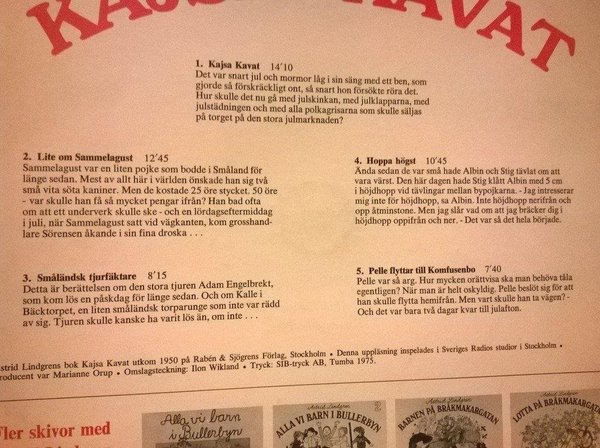 KAJSA KAVAT
1. Kajsa Kavat 14'10
Det var snart jul och mormor låg i sin säng med ett ben, som
gjorde så förskräckligt ont, så snart hon försökte röra det.
Hur skulle det nu gå med julskinkan, med julklapparna, med
julstädningen och med alla polkagrisarna som skulle säljas
på torget på den stora julmarknaden?
2. Lite om Sammelagust 12'45
Sammelagust var en liten pojke som bodde i Småland för
länge sedan. Mest av allt här i världen önskade han sig två
små vita söta kaniner. Men de kostade 25 öre stycket. 50 öre
- var skulle han få så mycket pengar ifrån? Han bad ofta
om att ett underverk skulle ske - och en lördagseftermiddag
i juli, när Sammelagust satt vid vägkanten, kom grosshand-
lare Sörensen åkande i sin fina droska . . .
3. Småländsk tjurfäktare 8'15
Detta är berättelsen om den stora tjuren Adam Engelbrekt,
som kom lös en påskdag för länge sedan. Och om Kalle i
Bäcktorpet, en liten småländsk torparunge som inte var rädd
av sig. Tjuren skulle kanske ha varit lös än, om inte . . .
4. Hoppa högst 10'45
Ända sedan de var små hade Albin och Stig tävlat om att
vara värst. Den här dagen hade Stig klått Albin med 5 cm
i höjdhopp vid tävlingar mellan bypojkarna. - Jag intresserar
mig inte för höjdhopp, sa Albin. Inte höjdhopp nerifrån och
opp åtminstone. Men jag slår vad om att jag bräcker dig i
höjdhopp oppifrån och ner. - Det var så det hela började.
5. Pelle flyttar till Komfusenbo 7'40
Pelle var så arg. Hur mycken orättvisa ska man behöva tåla
egentligen? När man är helt oskyldig. Pelle beslöt sig för att
han skulle flytta hemifrån. Men vart skulle han ta vägen? -
Och det var bara två dagar kvar till julafton.
strid Lindgrens bok Kajsa Kavat utkom 1950 på Rabén & Sjögrens Förlag, Stockholm • Denna uppläsning inspelades i Sveriges Radios studior i Stockholm •
roducent var Marianne Orup • Omslagsteckning: Ilon Wikland • Tryck: SIB-tryck AB, Tumba 1975.
ler skivor med
Alla vi barn
i Bullerbyn
Astrid Lindgren
ALLA VI BARN I BULLERBYN
Astrid Lindgren
BARNEN PÅ BRÅKMAKARGATAN
Astrid Lindgren
LOTTA PÅ BRÅKMAKARGATAN